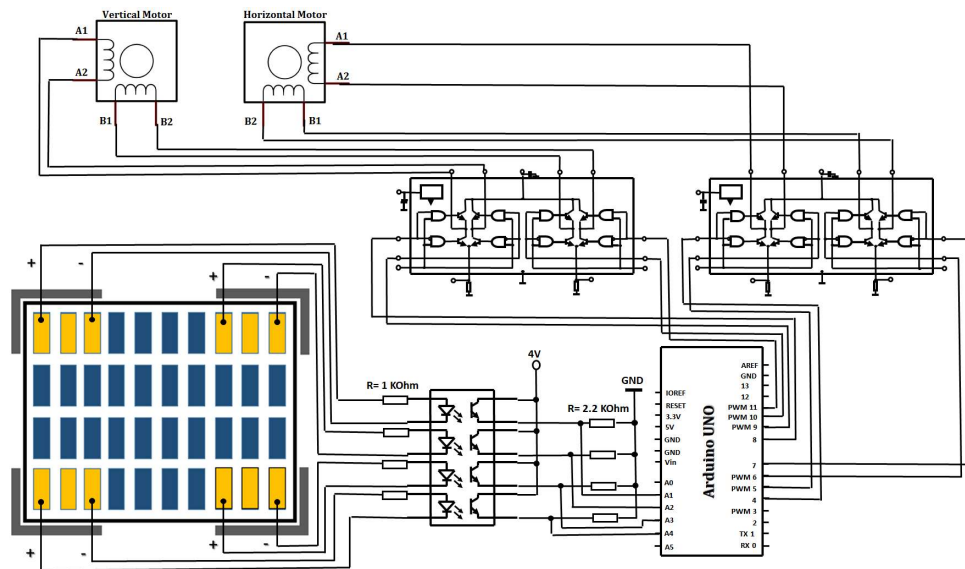 Vertical Motor
Horizontal Motor
A1
A1
A2
A2
B1
B2
B2
B1
+
-
+
-
4V
GND
R= 1 KOhm
R= 2.2 KOhm
Arduino UNO
IOREF
RESET
3.3V
5V
GND
GND
Vin
A0
A1
A2
A3
A4
A5
AREF
GND
13
12
PWM 11
PWM 10
PWM 9
8
7
PWM 6
PWM 5
4
PWM 3
2
TX 1
RX 0
+
-
+
-